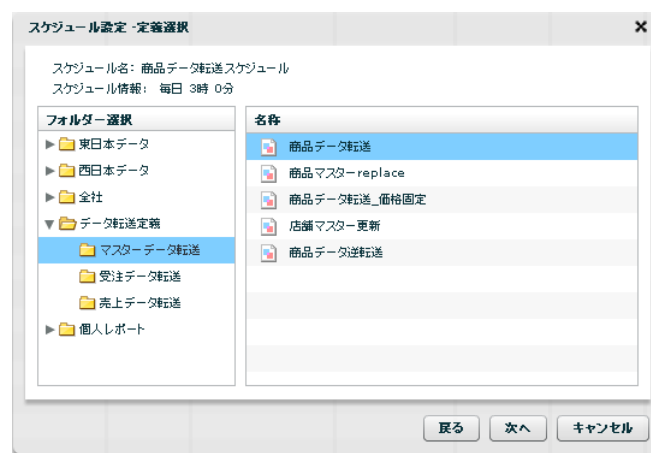 スケジュール設定 -定義選択
スケジュール名: 商品データ転送スケジュール
スケジュール情報: 毎日 3時 0分
フォルダー選択
東日本データ
西日本データ
全社
データ転送定義
マスターデータ転送
受注データ転送
売上データ転送
個人レポート
名称
商品データ転送
商品マスターreplace
商品データ転送_価格固定
店舗マスター更新
商品データ逆転送
戻る
次へ
キャンセル